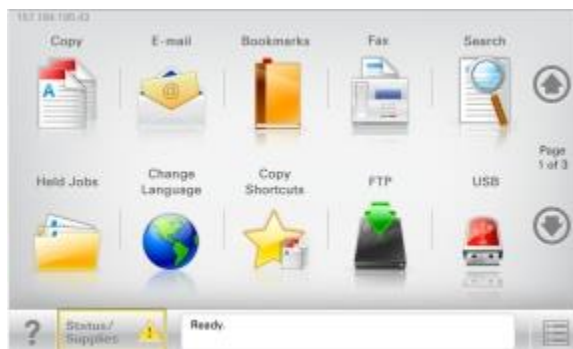 Copy
E-mail
Bookmarks
Fax
Search
Page
1 of 3
Held Jobs
Change
Language
Copy
Shortcuts
FTP
USB
?
Status/
Supplies
Ready.